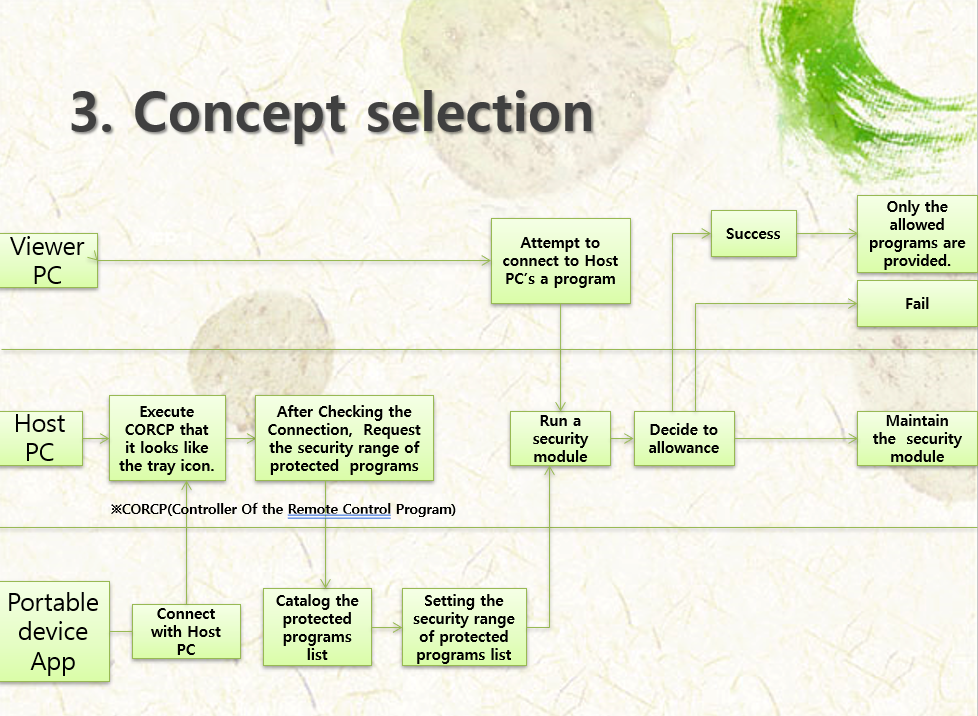 3. Concept selection
Viewer
PC
Attempt to
connect to Host
PC's a program
Success
Only the
allowed
programs are
provided.
Fail
Host
PC
Execute
CORCP that
it looks like
the tray icon.
After Checking the
Connection, Request
the security range of
protected programs
Run a
security
module
Decide to
allowance
Maintain
the security
module
※CORCP(Controller Of the Remote Control Program)
Portable
device
App
Connect
with Host
PC
Catalog the
protected
programs
list
Setting the
security range
of protected
programs list